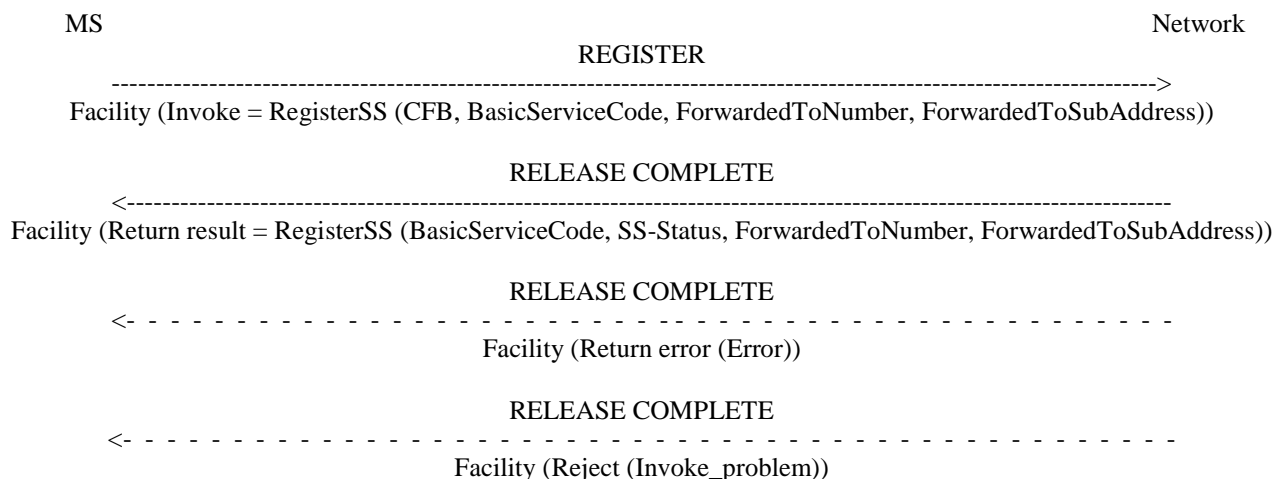 MS Network
REGISTER
------------------------------------------------------------------------------------------------------------------------>
Facility (Invoke = RegisterSS (CFB, BasicServiceCode, ForwardedToNumber, ForwardedToSubAddress))
RELEASE COMPLETE
<------------------------------------------------------------------------------------------------------------------------
Facility (Return result = RegisterSS (BasicServiceCode, SS-Status, ForwardedToNumber, ForwardedToSubAddress))
RELEASE COMPLETE
<- - - - - - - - - - - - - - - - - - - - - -- - - - - - - - - - - - - - - - - - - -
Facility (Return error (Error))
RELEASE COMPLETE
<- - - - - - - - - - - - - - - - - - - - - - - - - - - - - - - - - - - - - - - - - -
Facility (Reject (Invoke_problem))